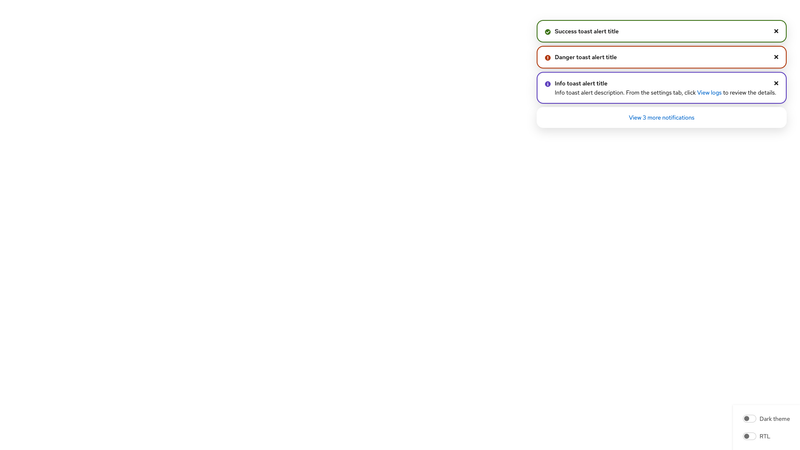 Success toast alert title
Danger toast alert title
Info toast alert title
Info toast alert description. From the settings tab, click View logs to review the details.
View 3 more notifications
Dark theme
RTL